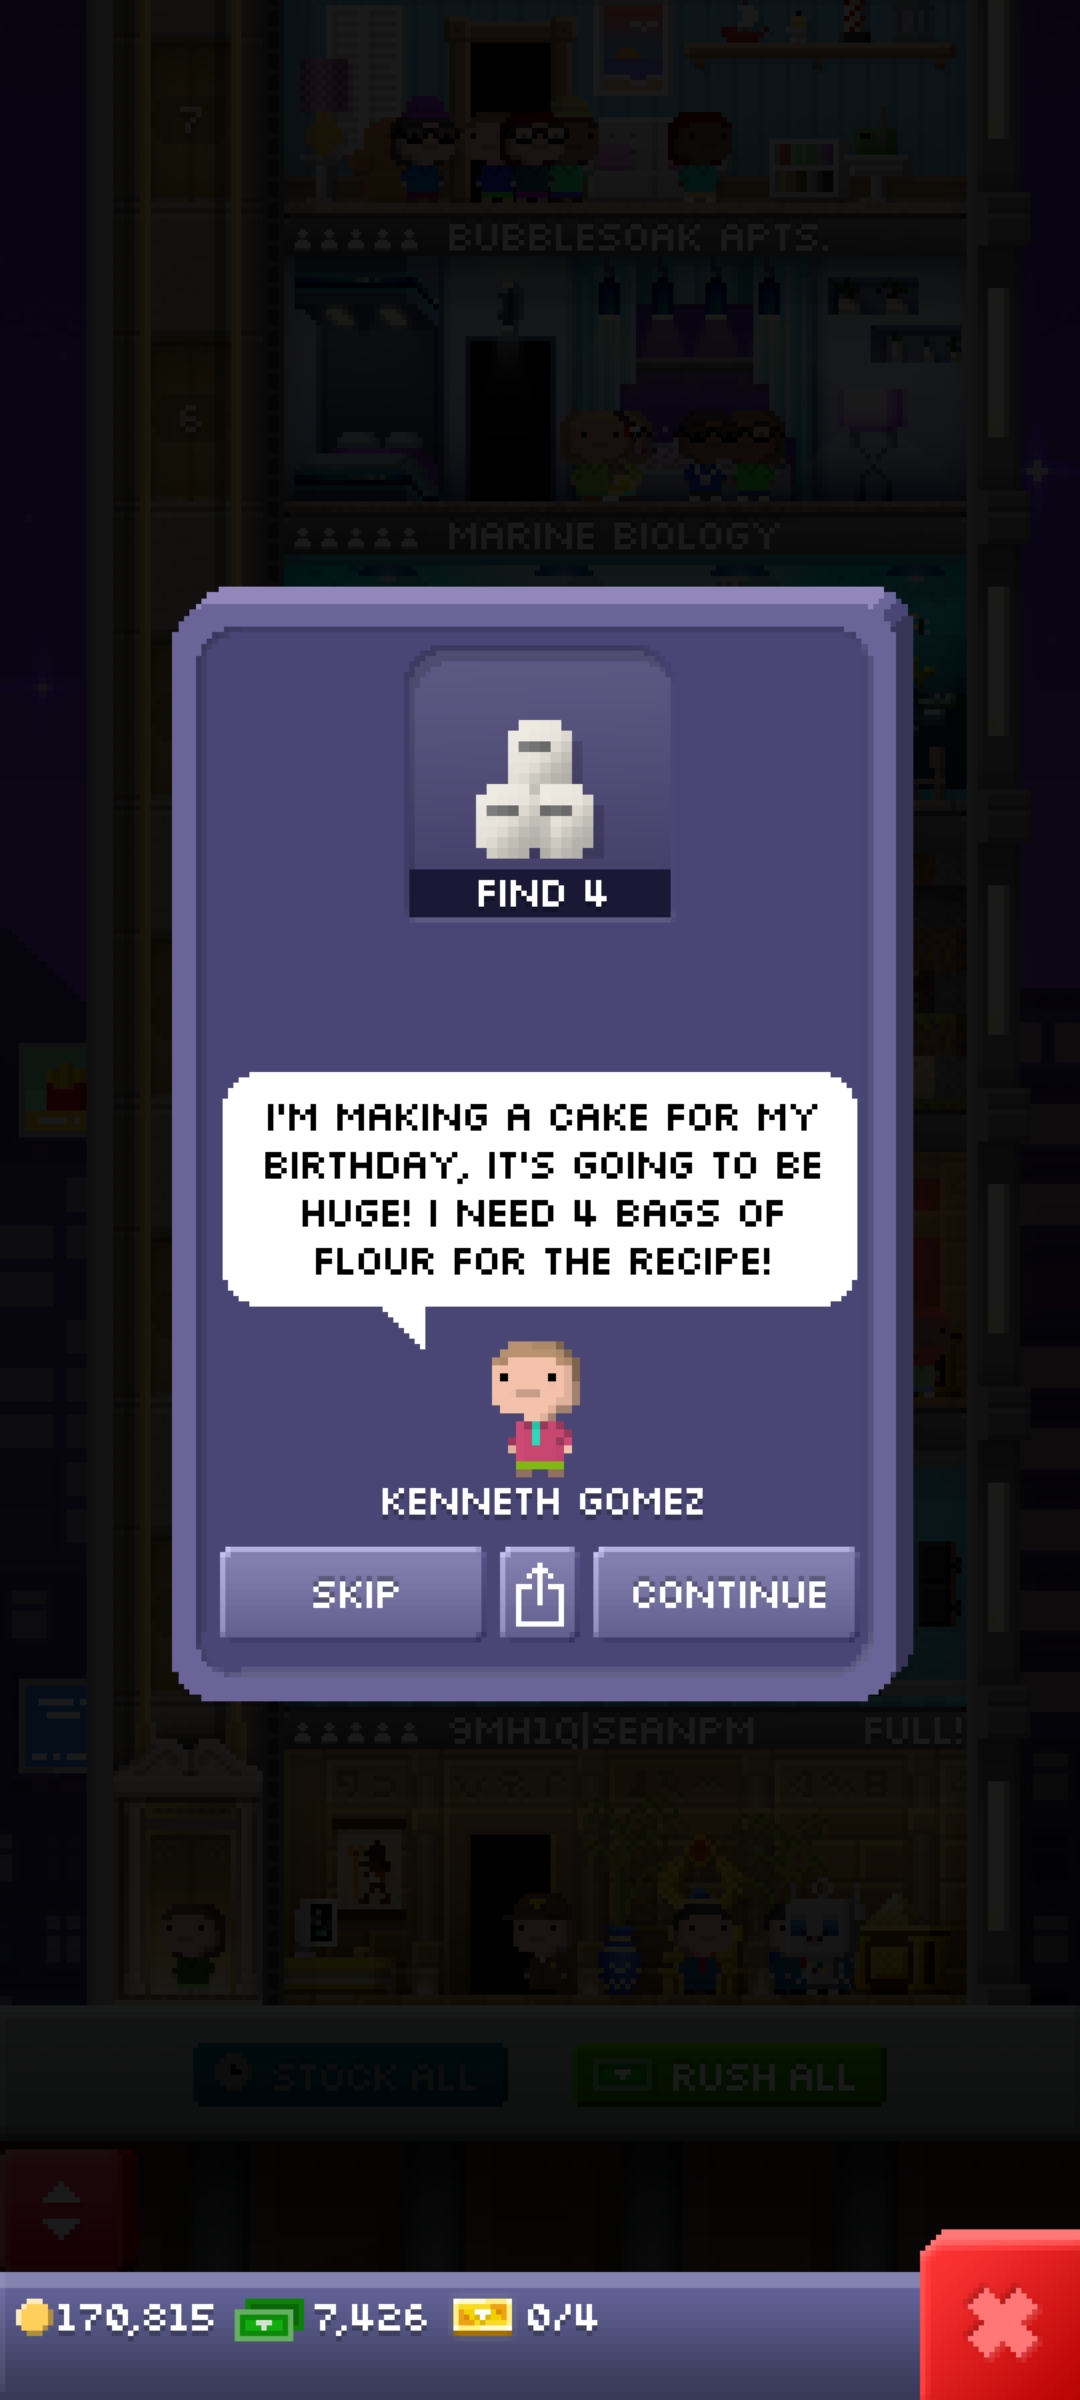 7
BUBBLESOAK APTS.
6
MARINE BIOLOGY
FIND 4
I'M MAKING A CAKE FOR MY
BIRTHDAY, IT'S GOING TO BE
HUGE! I NEED 4 BAGS OF
FLOUR FOR THE RECIPE!
KENNETH GOMEZ
SKIP
CONTINUE
9MH1Q|SEANPM FULL!
STOCK ALL
RUSH ALL
170,815 7,426 0/4